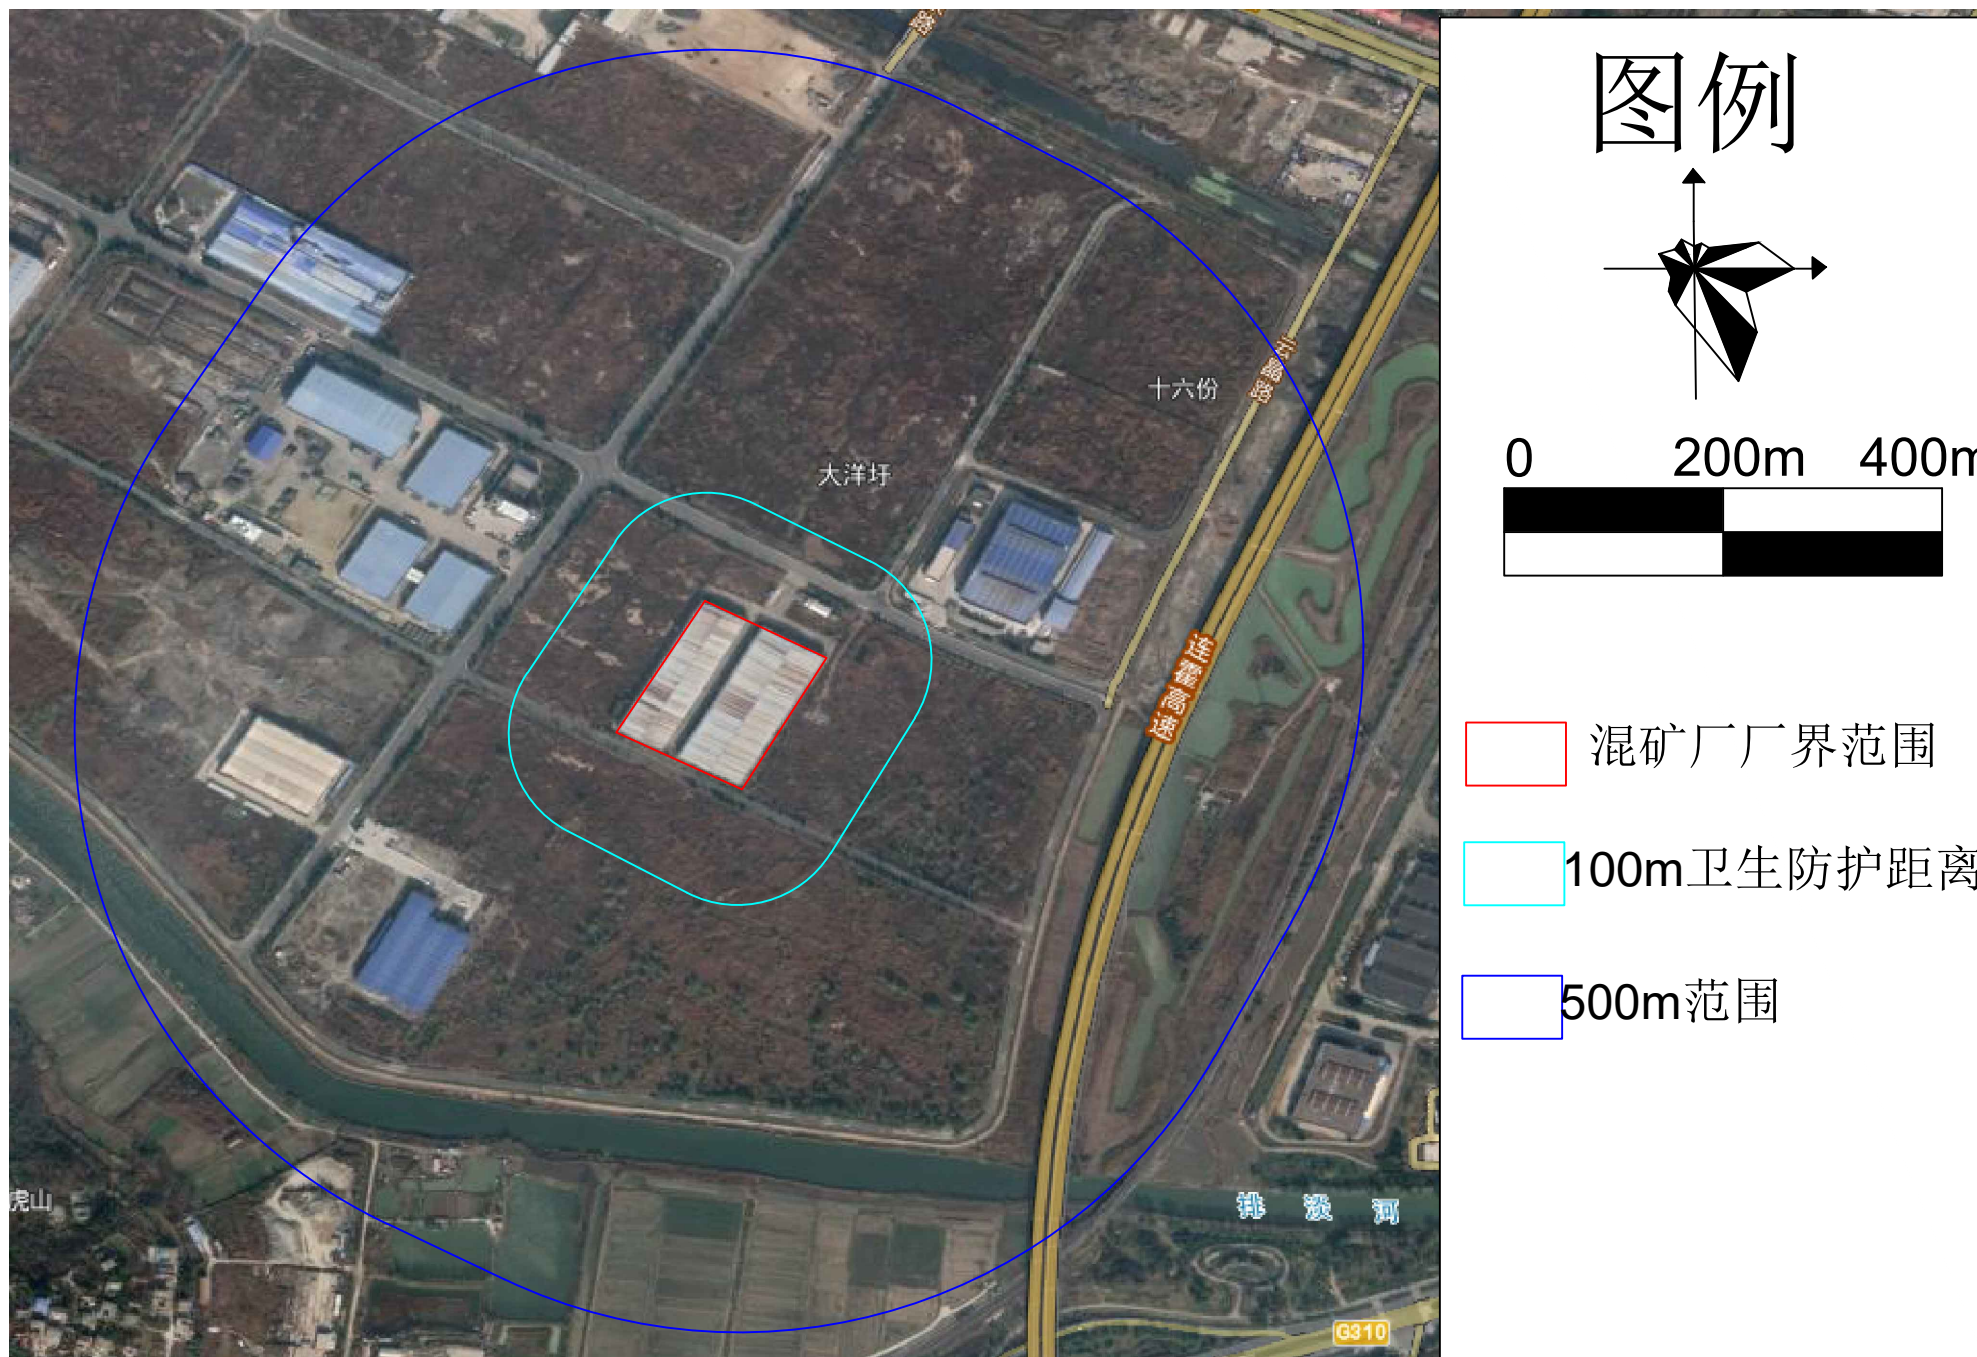 图例
0 200m 400m
混矿厂厂界范围
100m卫生防护距离
500m范围
十六份
大洋圩
连霍高速
虎山
排淡河
G310